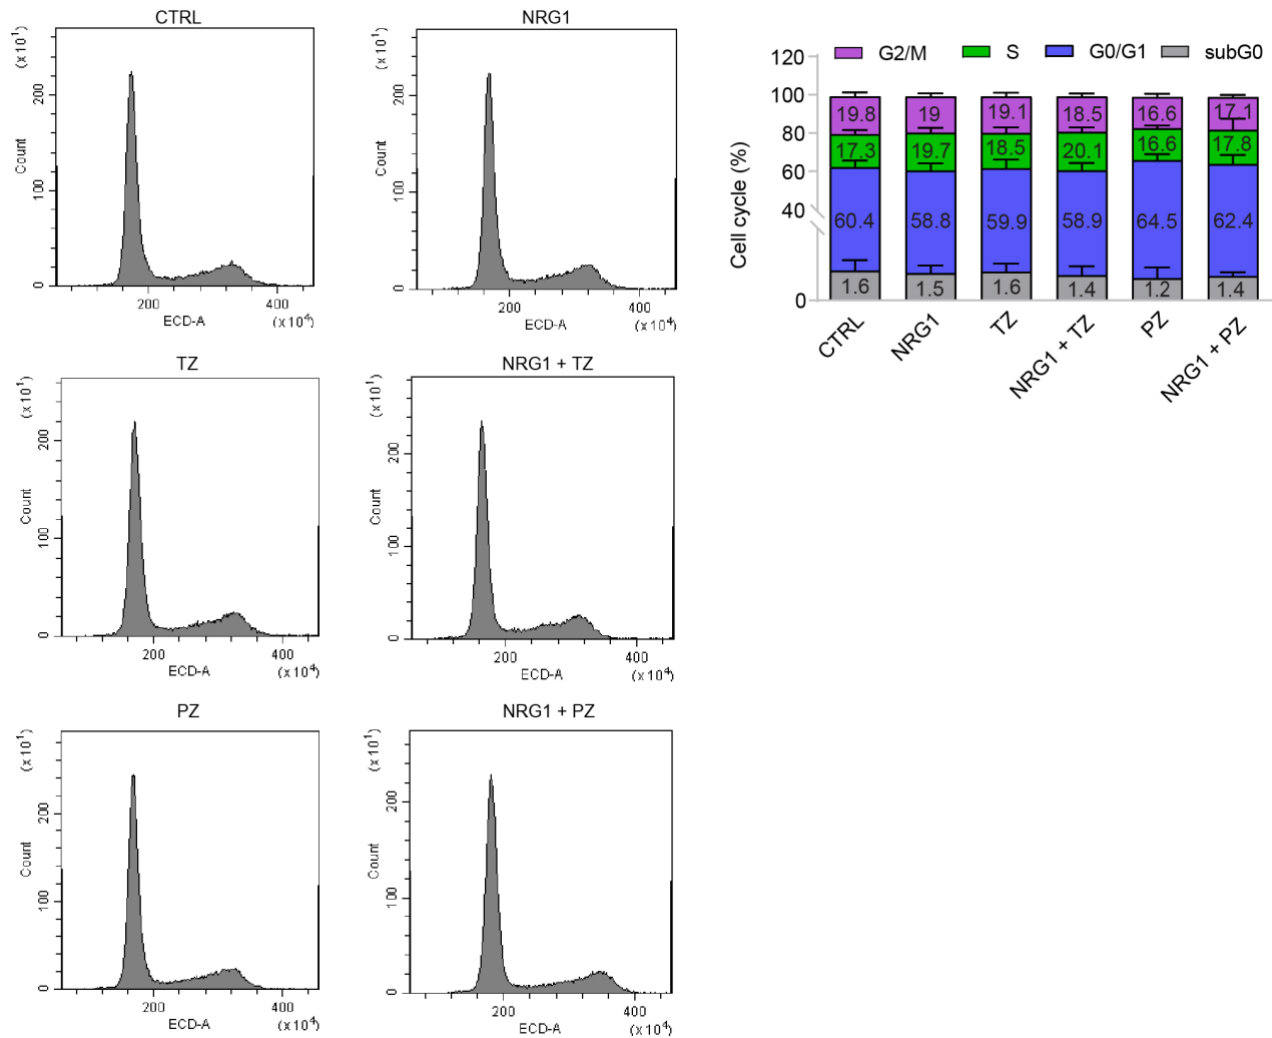 CTRL
(x10¹)
200
100
0
Count
200
400
ECD-A
(x10⁴)
NRG1
(x10¹)
200
100
0
Count
200
400
ECD-A
(x10⁴)
TZ
(x10¹)
200
100
0
Count
200
400
ECD-A
(x10⁴)
NRG1 + TZ
(x10¹)
200
100
0
Count
200
400
ECD-A
(x10⁴)
PZ
(x10¹)
200
100
0
Count
200
400
ECD-A
(x10⁴)
NRG1 + PZ
(x10¹)
200
100
0
Count
200
400
ECD-A
(x10⁴)
G2/M S G0/G1 subG0
Cell cycle (%)
120
100
80
60
40
0
19.8 19 19.1 18.5 16.6 17.1
17.3 19.7 18.5 20.1 16.6 17.8
60.4 58.8 59.9 58.9 64.5 62.4
1.6 1.5 1.6 1.4 1.2 1.4
CTRL
NRG1
TZ
NRG1 + TZ
PZ
NRG1 + PZ